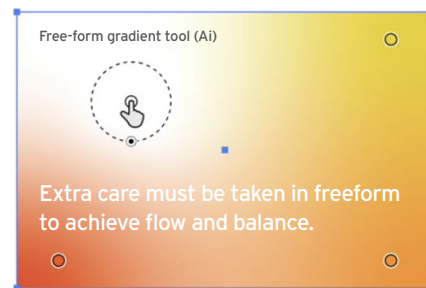 Free-form gradient tool (Ai)
Extra care must be taken in freeform
to achieve flow and balance.